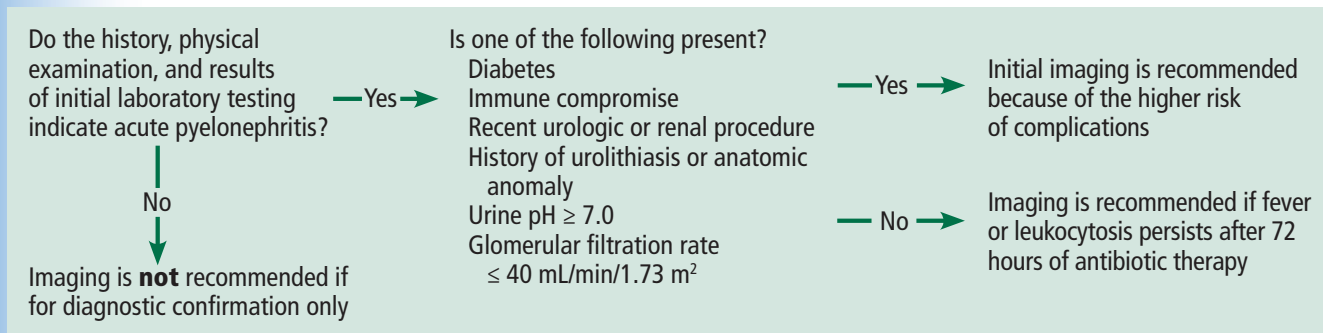 Do the history, physical
examination, and results
of initial laboratory testing
indicate acute pyelonephritis?
Yes
No
Imaging is not recommended if
for diagnostic confirmation only
Is one of the following present?
Diabetes
Immune compromise
Recent urologic or renal procedure
History of urolithiasis or anatomic
anomaly
Urine pH ≥ 7.0
Glomerular filtration rate
≤ 40 mL/min/1.73 m²
Yes
Initial imaging is recommended
because of the higher risk
of complications
No
Imaging is recommended if fever
or leukocytosis persists after 72
hours of antibiotic therapy